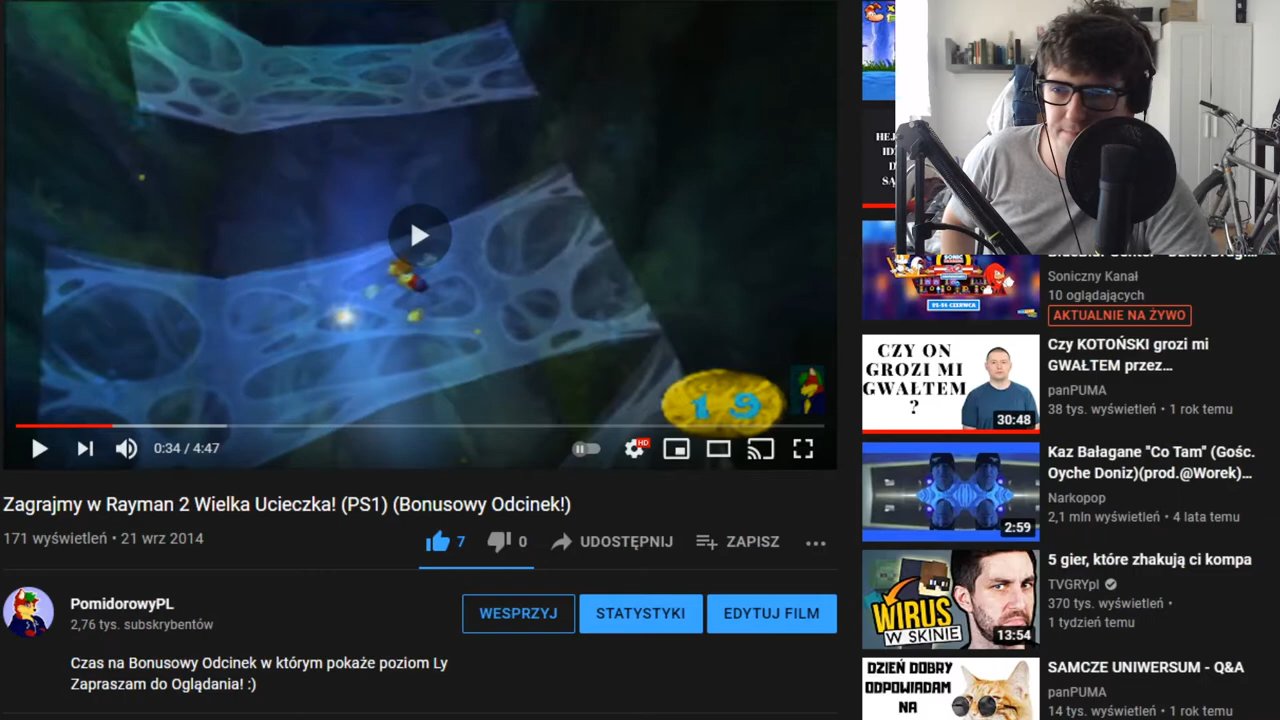 19
0:34 / 4:47
HD
Zagrajmy w Rayman 2 Wielka Ucieczka! (PS1) (Bonusowy Odcinek!)
171 wyświetleń • 21 wrz 2014
7
0
UDOSTĘPNIJ
ZAPISZ
PomidorowyPL
2,76 tys. subskrybentów
WESPRZYJ
STATYSTYKI
EDYTUJ FILM
Czas na Bonusowy Odcinek w którym pokaże poziom Ly
Zapraszam do Oglądania! :)
Soniczny Kanał
10 oglądających
AKTUALNIE NA ŻYWO
CZY ON
GROZI MI
GWAŁTEM
?
30:48
Czy KOTOŃSKI grozi mi
GWAŁTEM przez...
panPUMA
38 tys. wyświetleń • 1 rok temu
2:59
Kaz Bałagane "Co Tam" (Gośc.
Oyche Doniz)(prod.@Worek)...
Narkopop
2,1 mln wyświetleń • 4 lata temu
WIRUS
W SKINIE
13:54
5 gier, które zhakują ci kompa
TVGRYpl
370 tys. wyświetleń •
1 tydzień temu
DZIEŃ DOBRY
ODPOWIADAM
NA
SAMCZE UNIWERSUM - Q&A
panPUMA
14 tys. wyświetleń • 1 rok temu